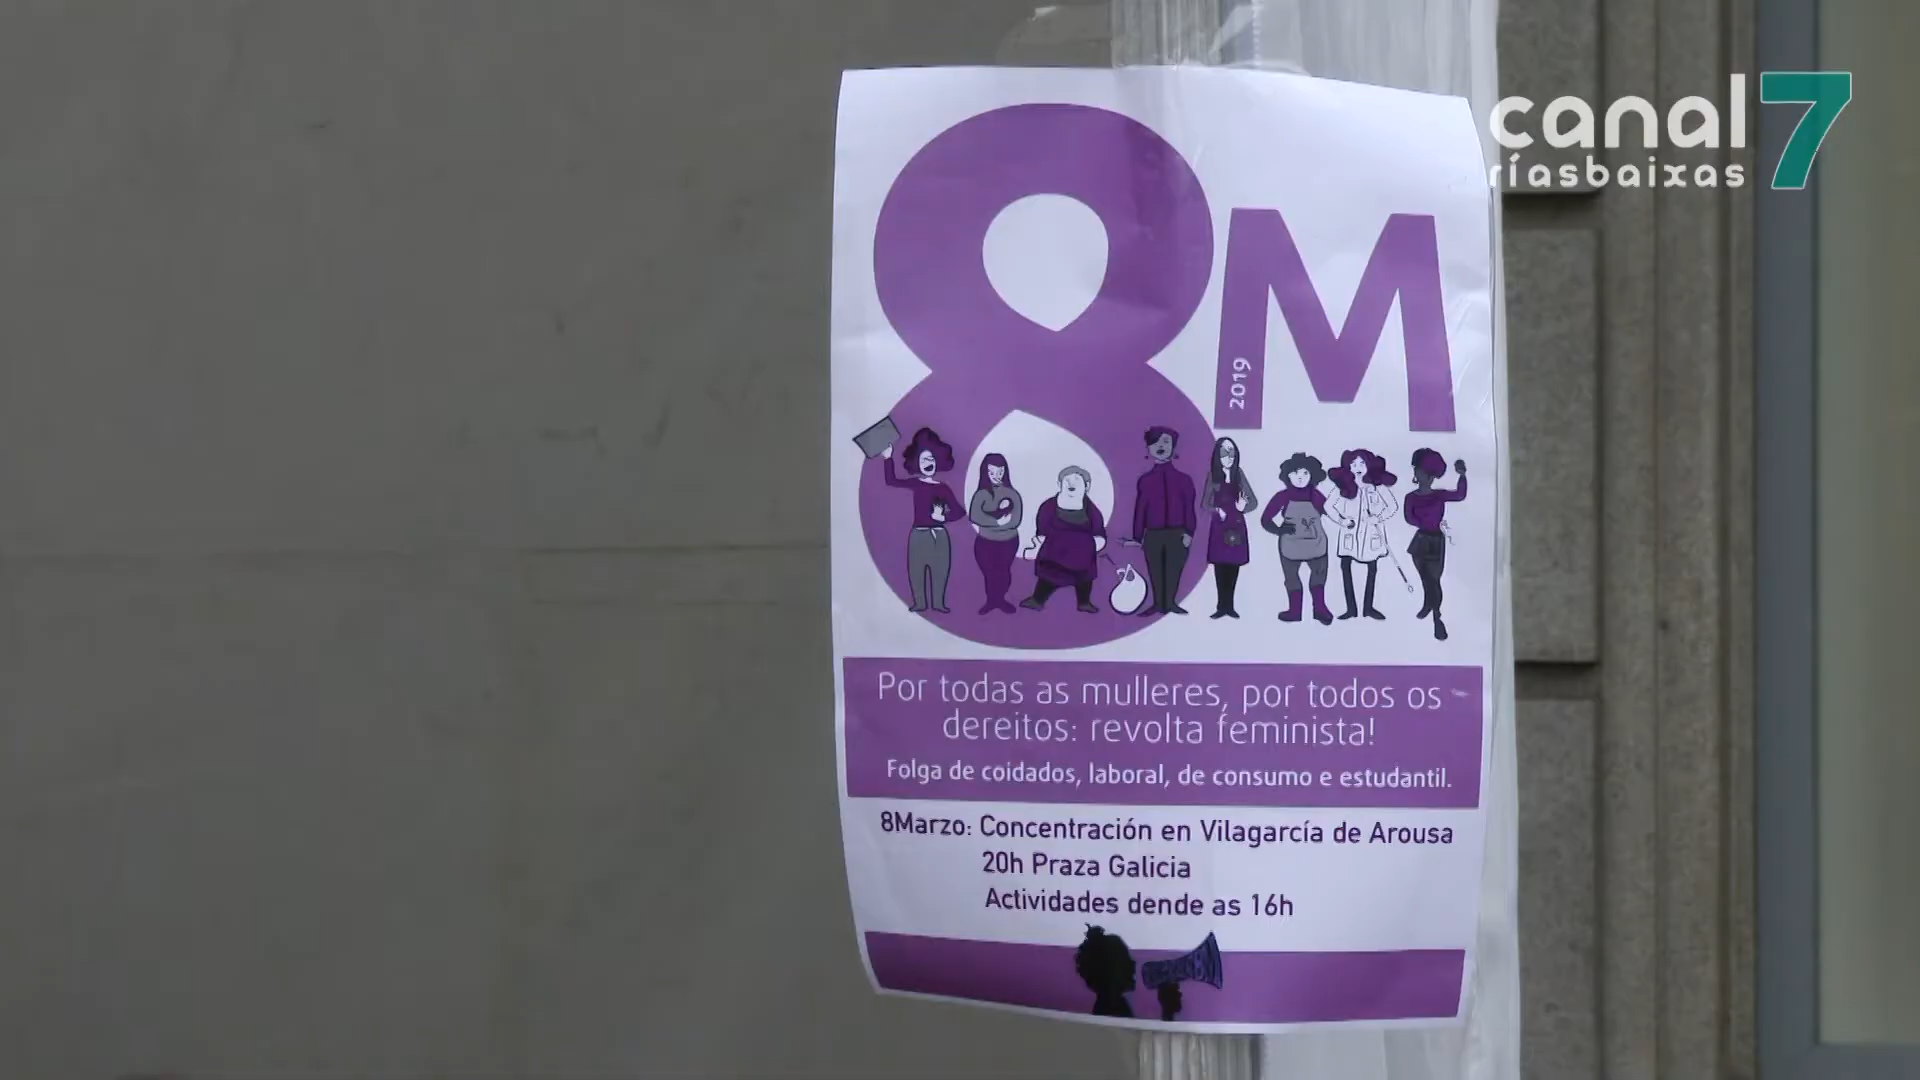 canal 7
ríasbaixas
8M
2019
Por todas as mulleres, por todos os
dereitos: revolta feminista!
Folga de coidados, laboral, de consumo e estudantil.
8Marzo: Concentración en Vilagarcía de Arousa
20h Praza Galicia
Actividades dende as 16h